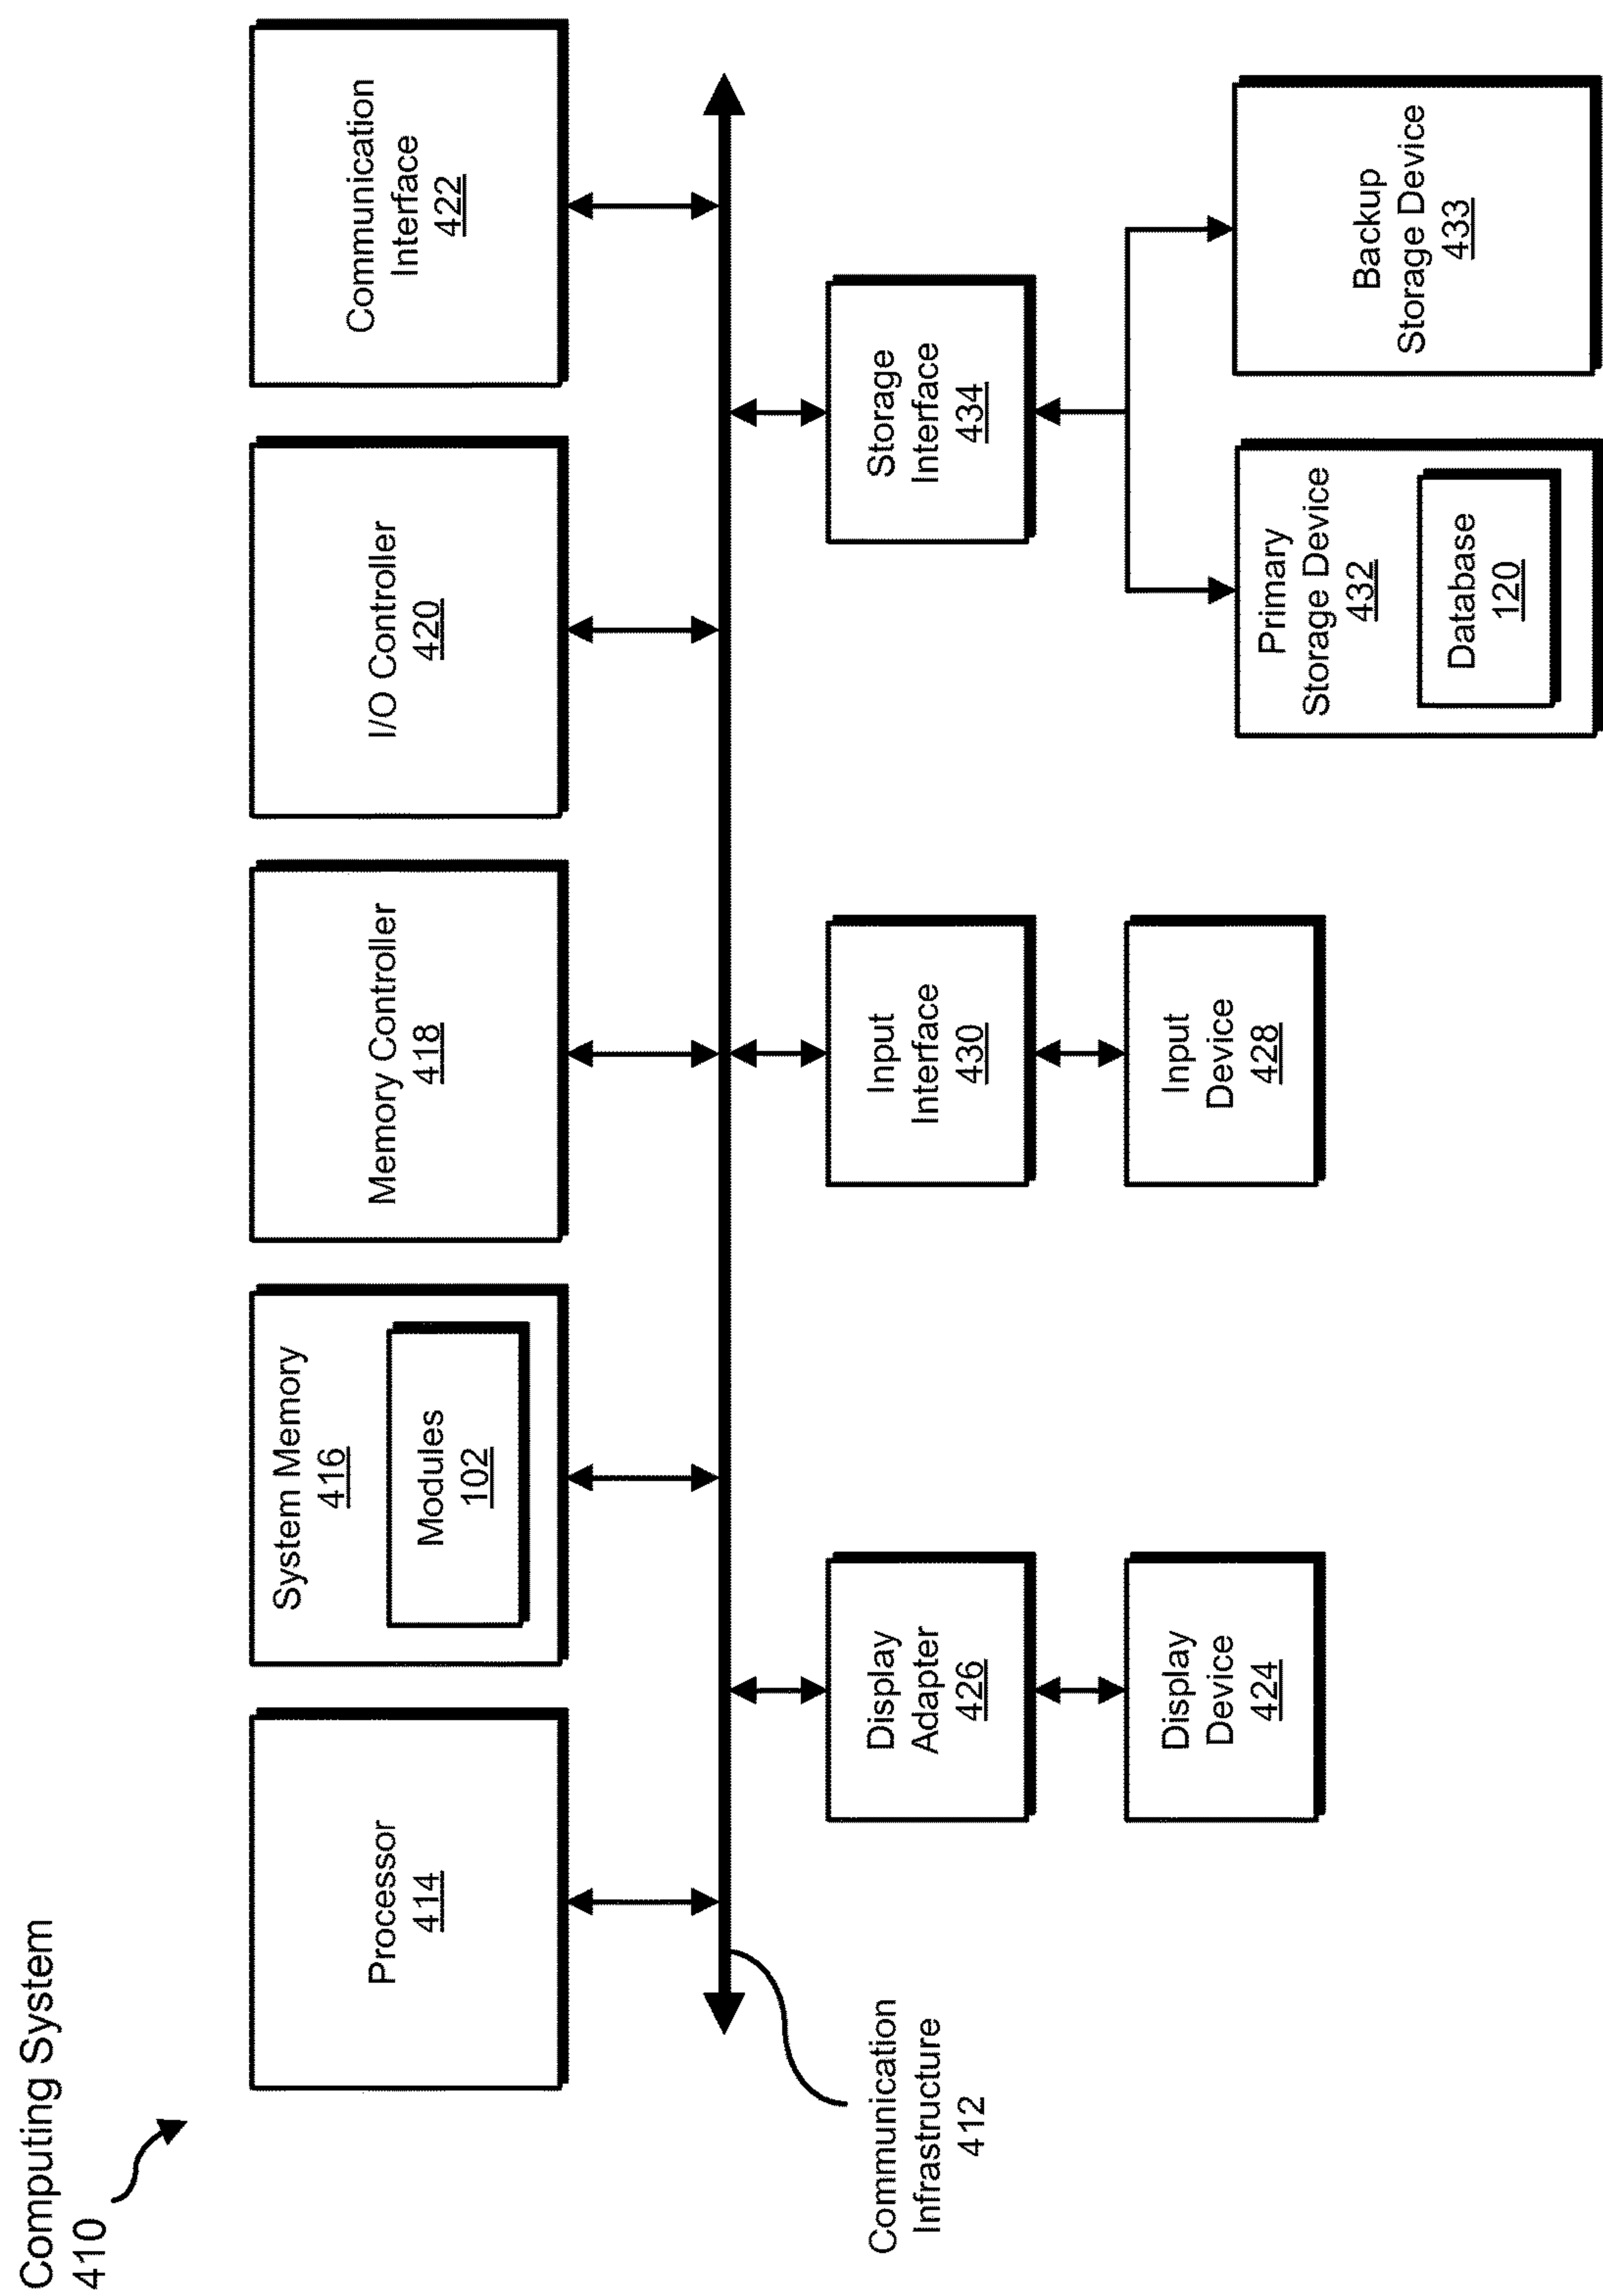 Computing System
410
Processor
414
System Memory
416
Modules
102
Memory Controller
418
I/O Controller
420
Communication
Interface
422
Communication
Infrastructure
412
Display
Adapter
426
Input
Interface
430
Storage
Interface
434
Display
Device
424
Input
Device
428
Primary
Storage Device
432
Database
120
Backup
Storage Device
433